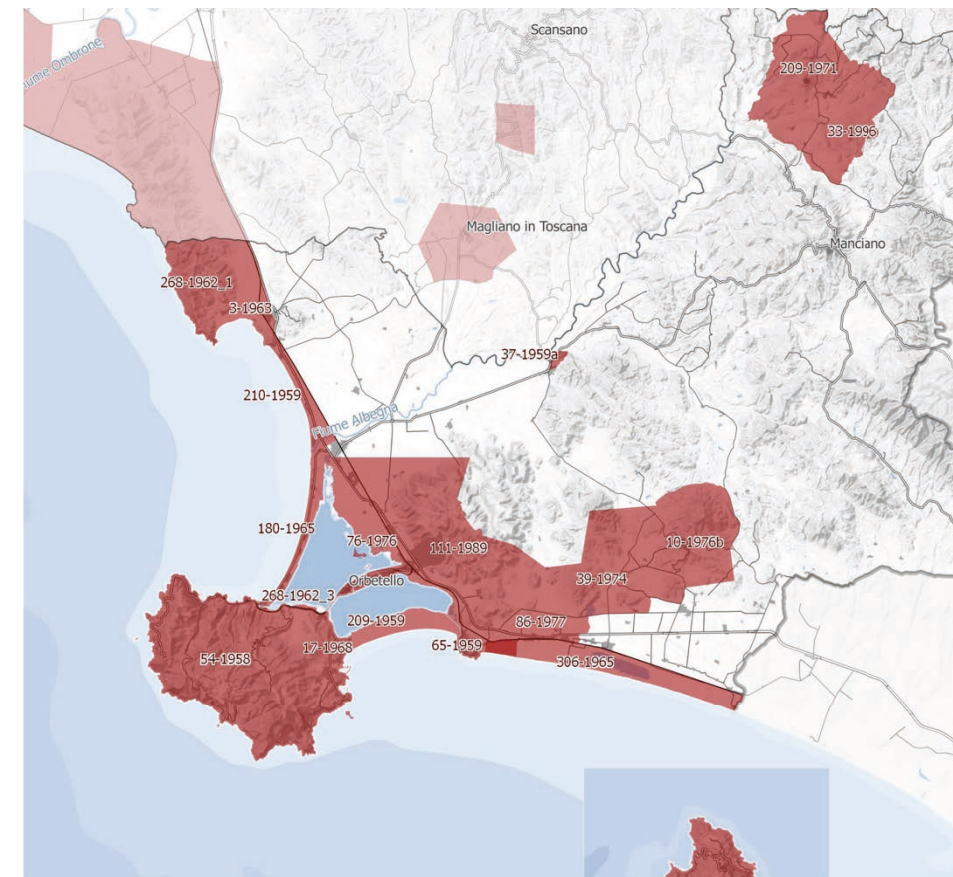 Scansano
Fiume Ombrone
209-1971
33-1996
Magliano in Toscana
Manciano
268-1962_1
3-1963
37-1959a
210-1959
Fiume Albegna
180-1965
76-1976
111-1989
10-1976b
Orbetello
39-1974
268-1962_3
209-1959
86-1977
17-1968
65-1959
54-1958
306-1965